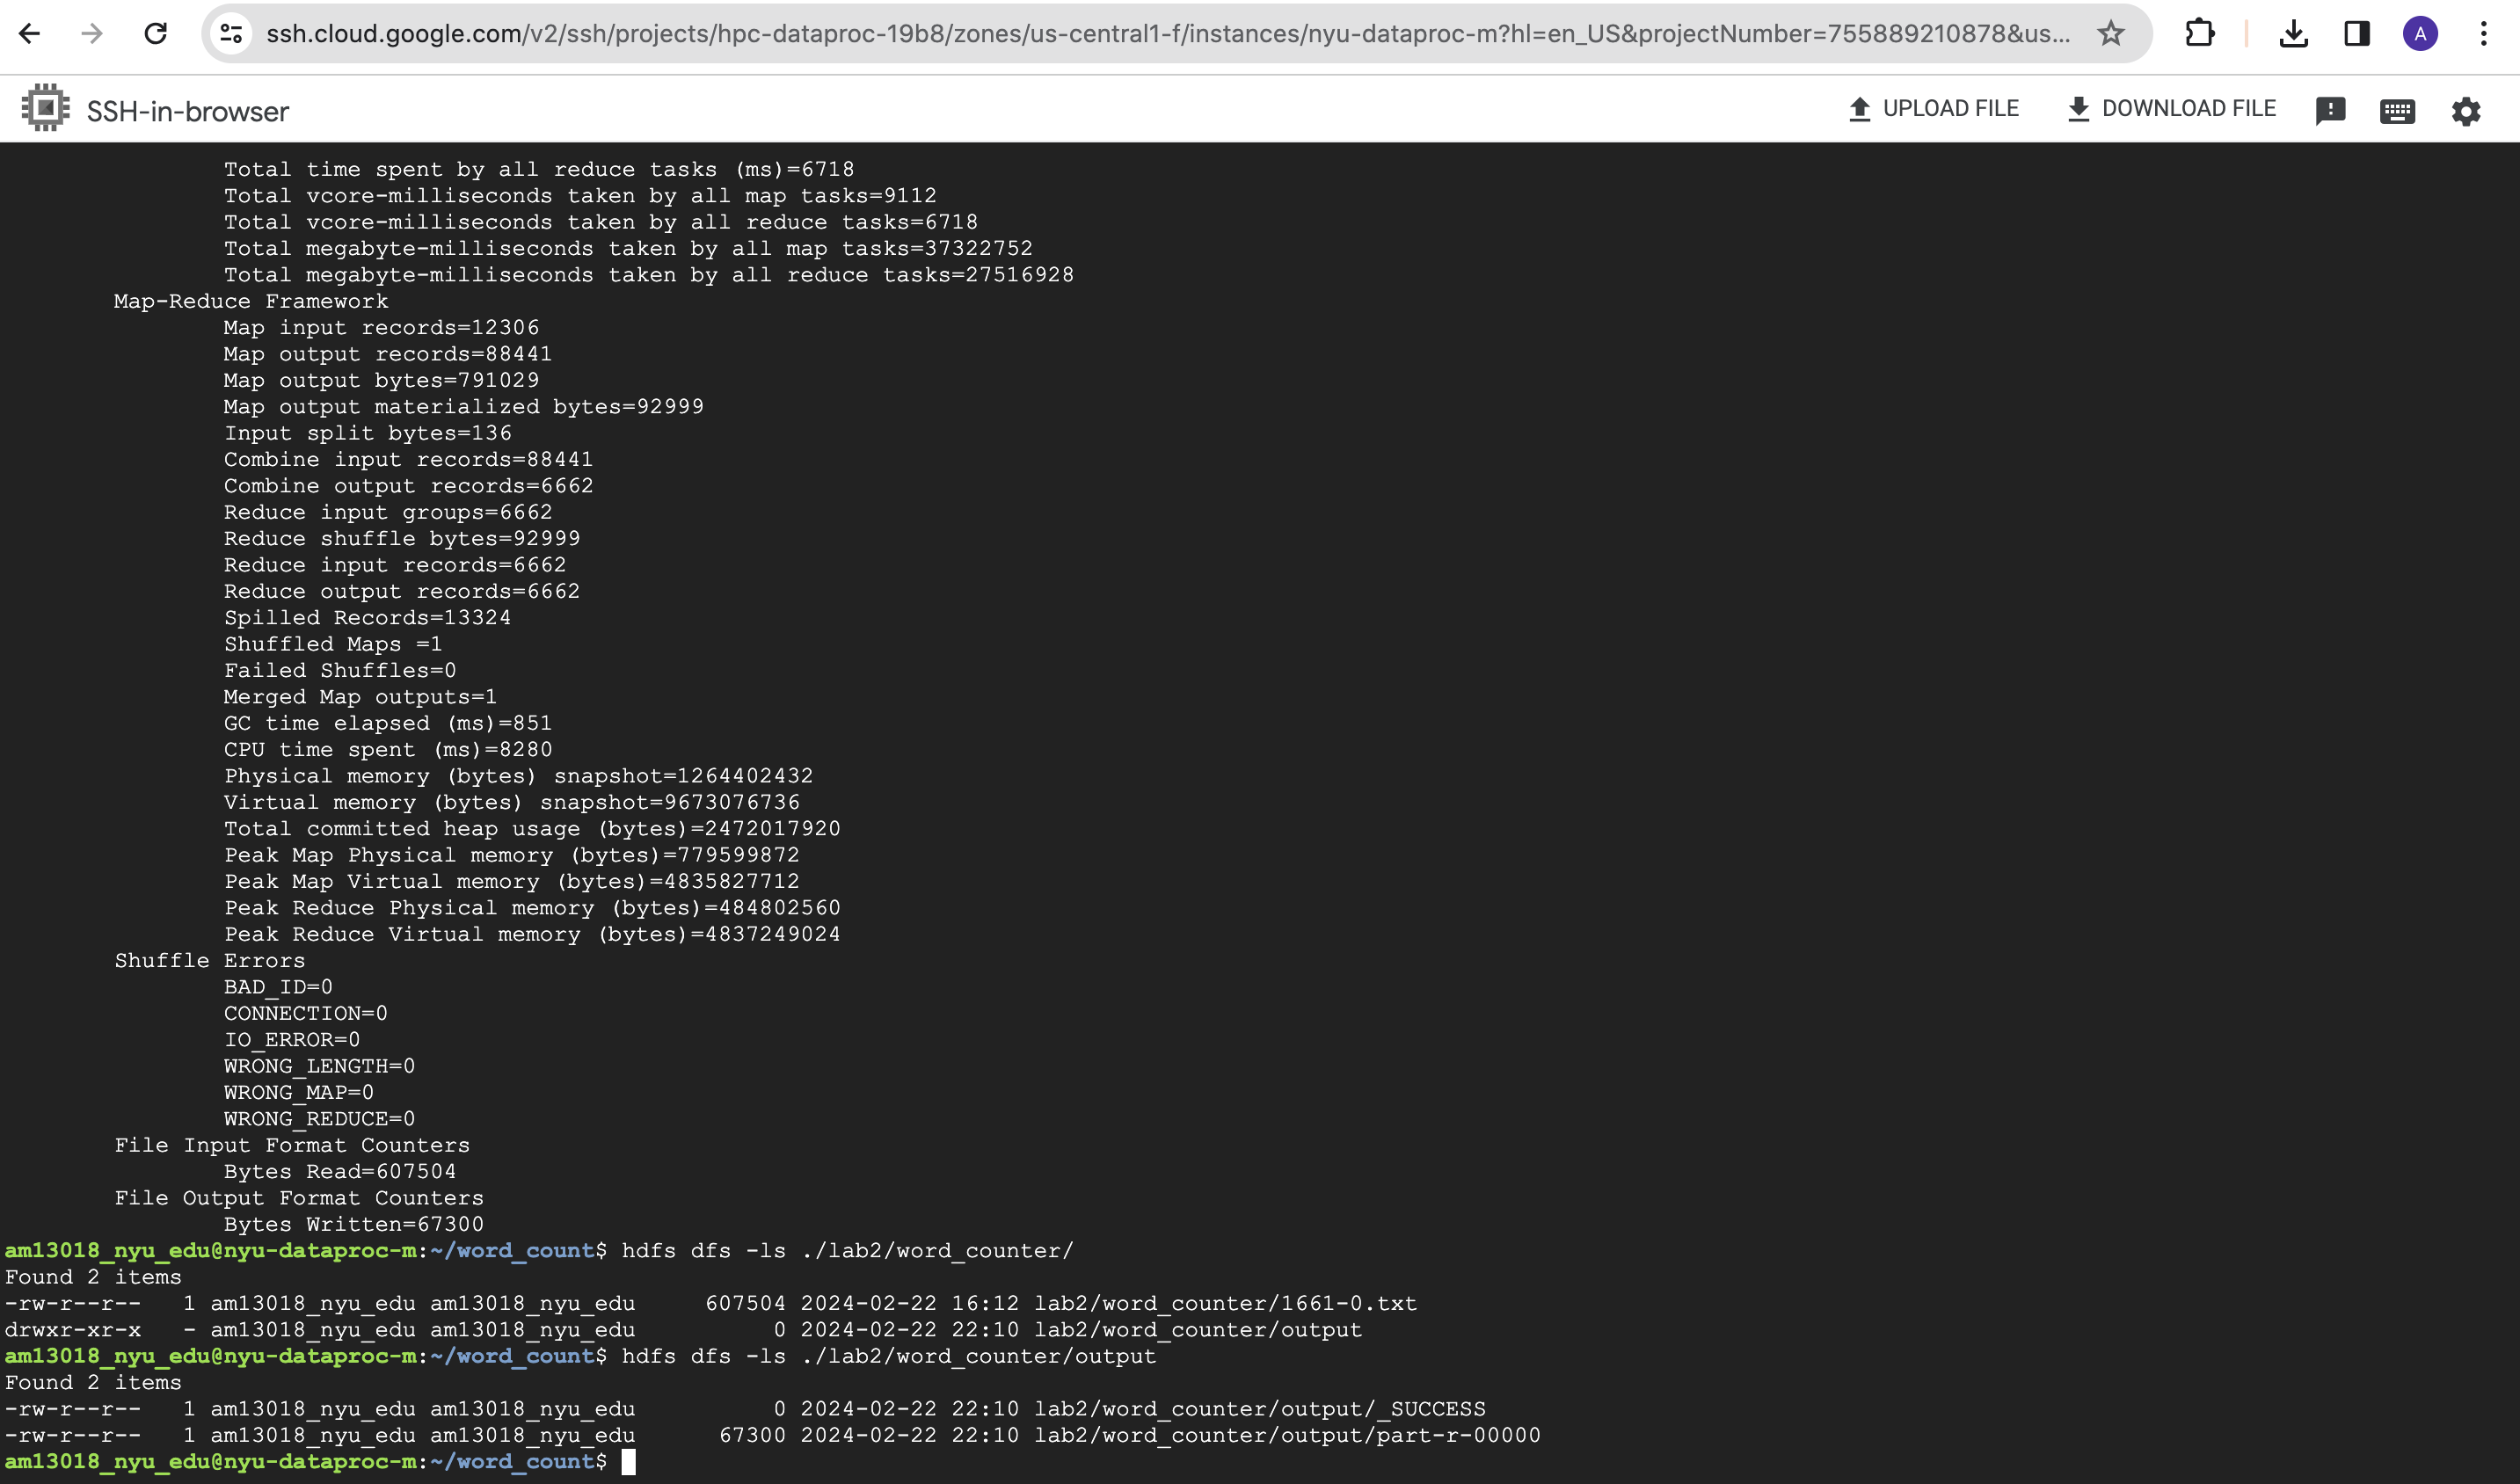 ssh.cloud.google.com/v2/ssh/projects/hpc-dataproc-19b8/zones/us-central1-f/instances/nyu-dataproc-m?hl=en_US&projectNumber=755889210878&us...
A
SSH-in-browser
UPLOAD FILE
DOWNLOAD FILE
Total time spent by all reduce tasks (ms)=6718
Total vcore-milliseconds taken by all map tasks=9112
Total vcore-milliseconds taken by all reduce tasks=6718
Total megabyte-milliseconds taken by all map tasks=37322752
Total megabyte-milliseconds taken by all reduce tasks=27516928
Map-Reduce Framework
Map input records=12306
Map output records=88441
Map output bytes=791029
Map output materialized bytes=92999
Input split bytes=136
Combine input records=88441
Combine output records=6662
Reduce input groups=6662
Reduce shuffle bytes=92999
Reduce input records=6662
Reduce output records=6662
Spilled Records=13324
Shuffled Maps =1
Failed Shuffles=0
Merged Map outputs=1
GC time elapsed (ms)=851
CPU time spent (ms)=8280
Physical memory (bytes) snapshot=1264402432
Virtual memory (bytes) snapshot=9673076736
Total committed heap usage (bytes)=2472017920
Peak Map Physical memory (bytes)=779599872
Peak Map Virtual memory (bytes)=4835827712
Peak Reduce Physical memory (bytes)=484802560
Peak Reduce Virtual memory (bytes)=4837249024
Shuffle Errors
BAD_ID=0
CONNECTION=0
IO_ERROR=0
WRONG_LENGTH=0
WRONG_MAP=0
WRONG_REDUCE=0
File Input Format Counters
Bytes Read=607504
File Output Format Counters
Bytes Written=67300
am13018_nyu_edu@nyu-dataproc-m:~/word_count$ hdfs dfs -ls ./lab2/word_counter/
Found 2 items
-rw-r--r--   1 am13018_nyu_edu am13018_nyu_edu     607504 2024-02-22 16:12 lab2/word_counter/1661-0.txt
drwxr-xr-x   - am13018_nyu_edu am13018_nyu_edu          0 2024-02-22 22:10 lab2/word_counter/output
am13018_nyu_edu@nyu-dataproc-m:~/word_count$ hdfs dfs -ls ./lab2/word_counter/output
Found 2 items
-rw-r--r--   1 am13018_nyu_edu am13018_nyu_edu          0 2024-02-22 22:10 lab2/word_counter/output/_SUCCESS
-rw-r--r--   1 am13018_nyu_edu am13018_nyu_edu      67300 2024-02-22 22:10 lab2/word_counter/output/part-r-00000
am13018_nyu_edu@nyu-dataproc-m:~/word_count$